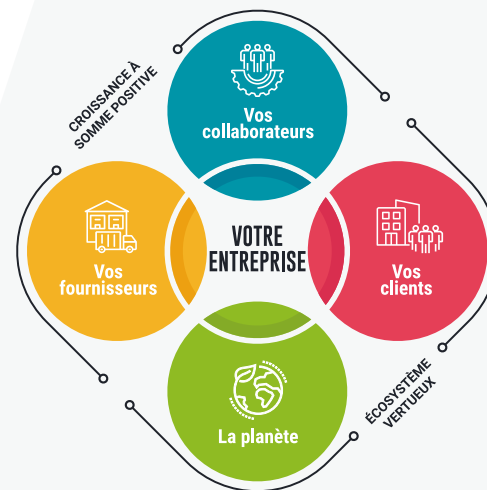 CROISSANCE À
SOMME POSITIVE
Vos
collaborateurs
Vos
fournisseurs
VOTRE
ENTREPRISE
Vos
clients
La planète
ÉCOSYSTÈME
VERTUEUX